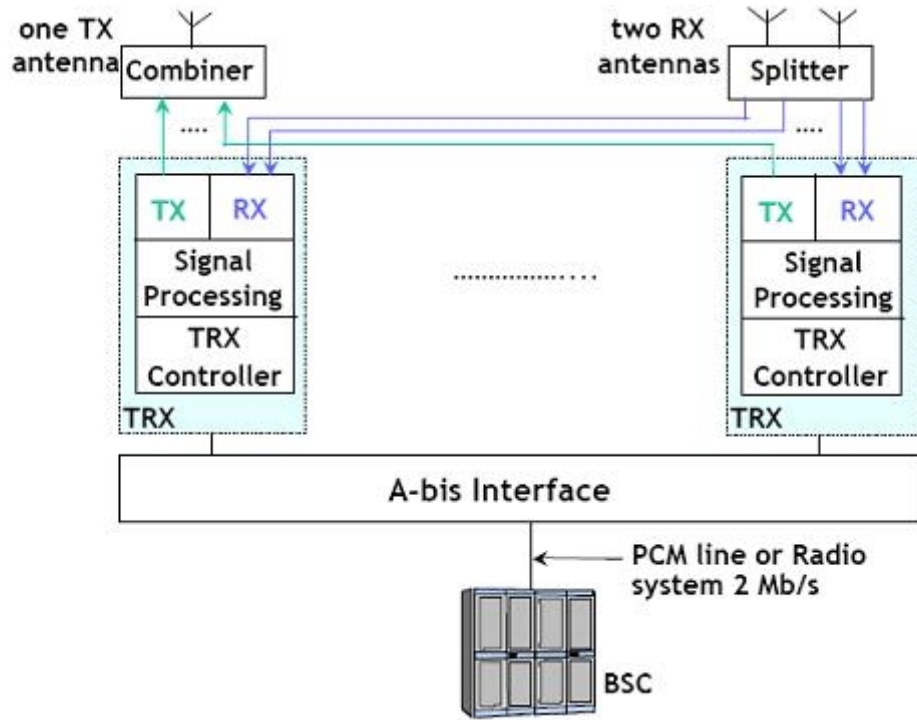 one TX
antenna
Combiner
two RX
antennas
Splitter
....
....
TX
RX
Signal
Processing
TRX
Controller
TRX
..................
TX
RX
Signal
Processing
TRX
Controller
TRX
A-bis Interface
PCM line or Radio
system 2 Mb/s
BSC